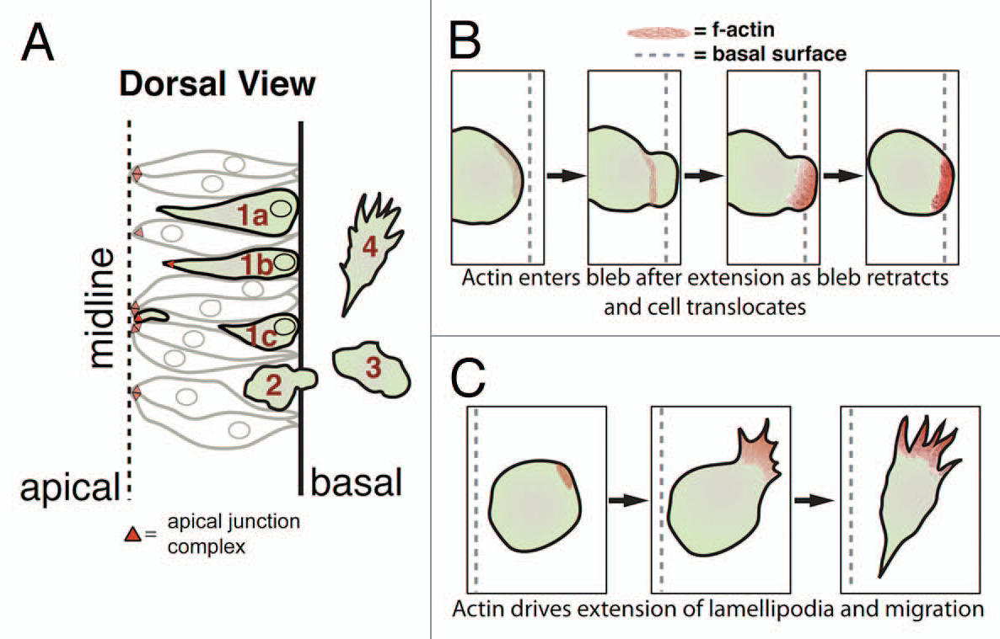 A
Dorsal View
midline
1a
1b
1c
2
3
4
apical
basal
= apical junction
complex
B
= f-actin
= basal surface
Actin enters bleb after extension as bleb retratcts
and cell translocates
C
Actin drives extension of lamellipodia and migration